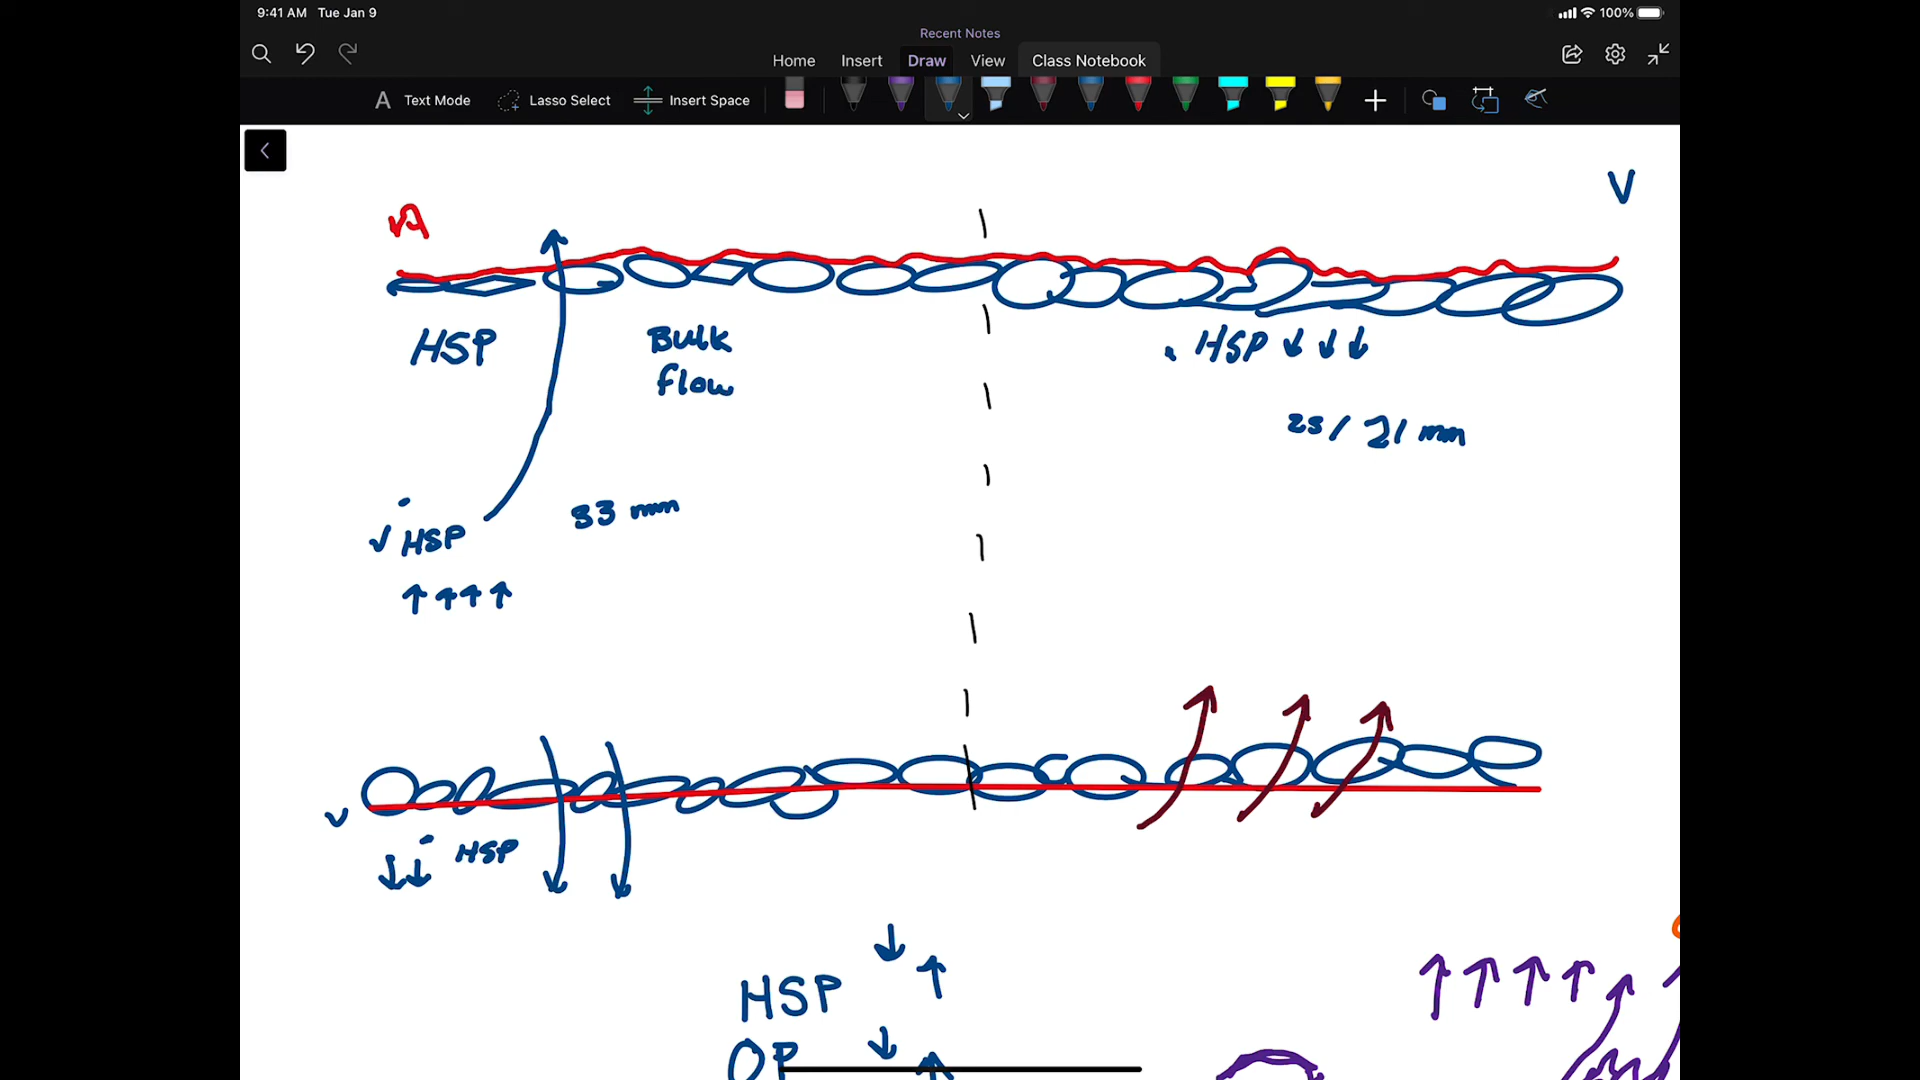 9:41 AM Tue Jan 9
100%
Recent Notes
Home Insert Draw View Class Notebook
Text Mode Lasso Select Insert Space
A
V
HSP
Bulk
flow
HSP ↓ ↓ ↓
25/21 mm
33 mm
HSP
↑ ↑ ↑ ↑
V
↓ ↓ HSP
HSP ↓ ↑
OP ↓ ↑
↑ ↑ ↑ ↑